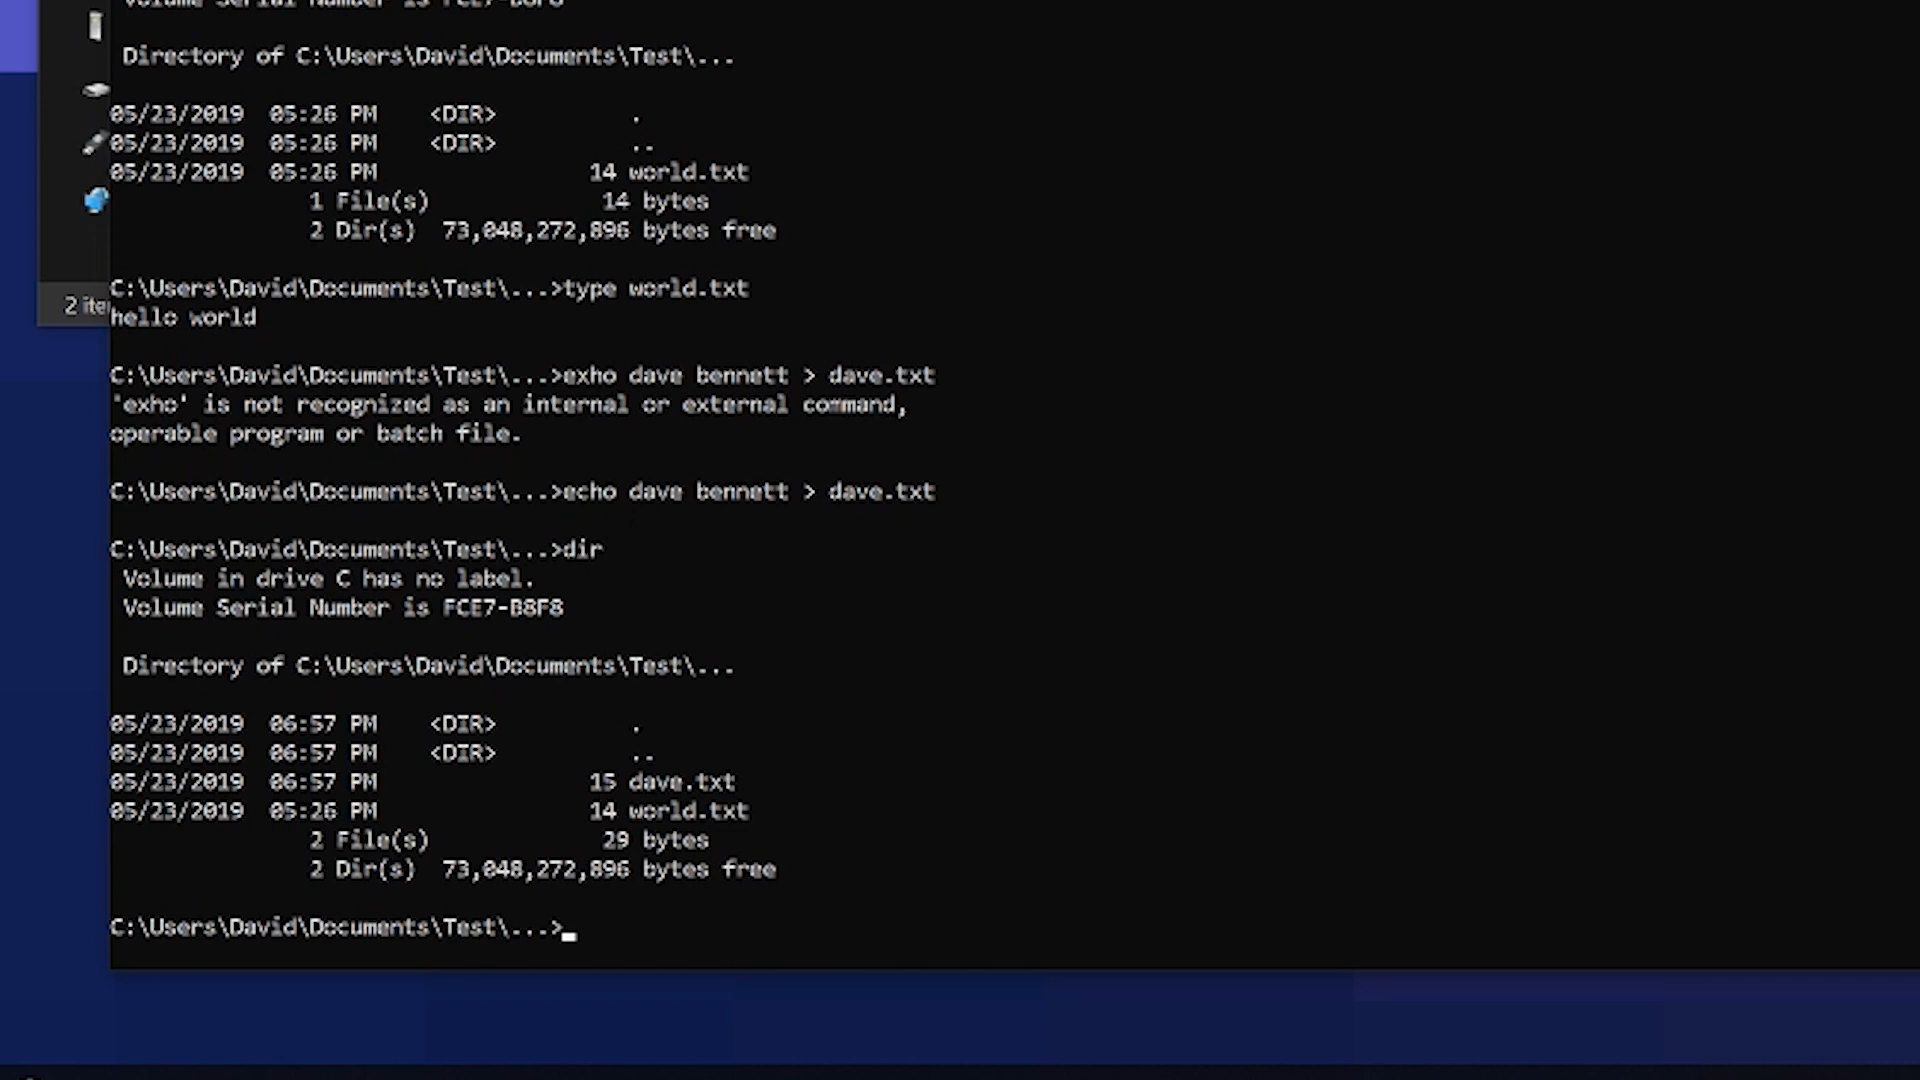 Volume Serial Number is FCE7-B8F8
Directory of C:\Users\David\Documents\Test\...
05/23/2019  05:26 PM    <DIR>          .
05/23/2019  05:26 PM    <DIR>          ..
05/23/2019  05:26 PM                14 world.txt
1 File(s)             14 bytes
2 Dir(s)  73,048,272,896 bytes free
C:\Users\David\Documents\Test\...>type world.txt
2 ite
hello world
C:\Users\David\Documents\Test\...>exho dave bennett > dave.txt
'exho' is not recognized as an internal or external command,
operable program or batch file.
C:\Users\David\Documents\Test\...>echo dave bennett > dave.txt
C:\Users\David\Documents\Test\...>dir
Volume in drive C has no label.
Volume Serial Number is FCE7-B8F8
Directory of C:\Users\David\Documents\Test\...
05/23/2019  06:57 PM    <DIR>          .
05/23/2019  06:57 PM    <DIR>          ..
05/23/2019  06:57 PM                15 dave.txt
05/23/2019  05:26 PM                14 world.txt
2 File(s)             29 bytes
2 Dir(s)  73,048,272,896 bytes free
C:\Users\David\Documents\Test\...>